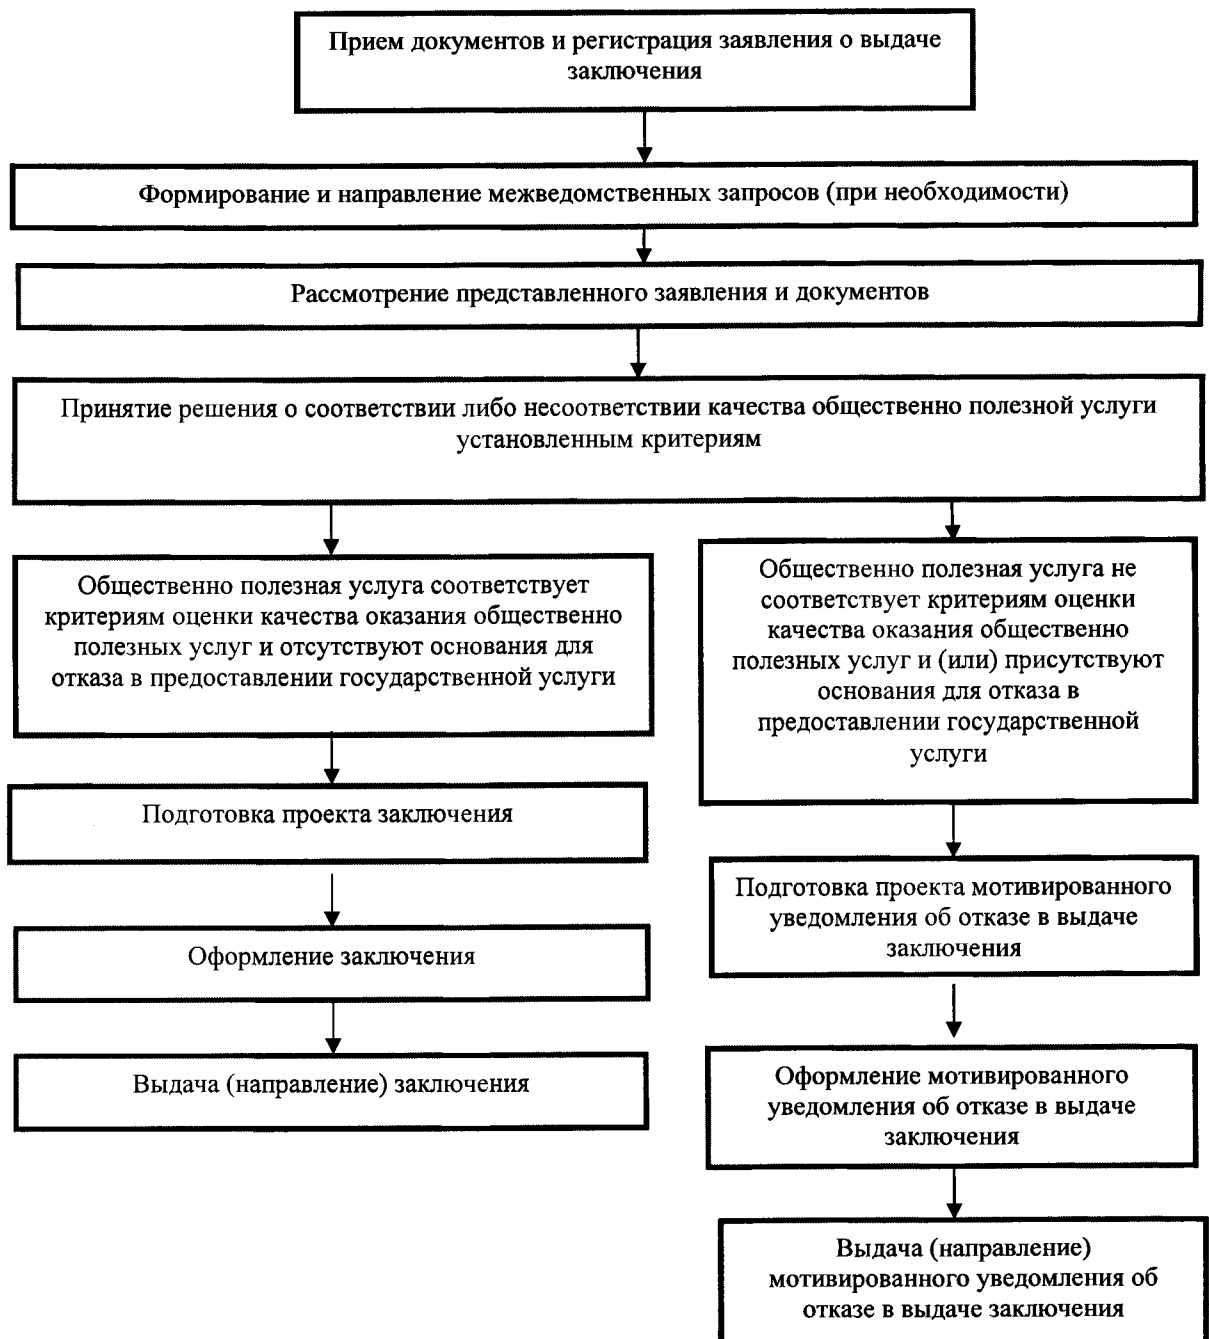 Прием документов и регистрация заявления о выдаче
заключения
Формирование и направление межведомственных запросов (при необходимости)
Рассмотрение представленного заявления и документов
Принятие решения о соответствии либо несоответствии качества общественно полезной услуги
установленным критериям
Общественно полезная услуга соответствует
критериям оценки качества оказания общественно
полезных услуг и отсутствуют основания для
отказа в предоставлении государственной услуги
Подготовка проекта заключения
Оформление заключения
Выдача (направление) заключения
Общественно полезная услуга не
соответствует критериям оценки
качества оказания общественно
полезных услуг и (или) присутствуют
основания для отказа в
предоставлении государственной
услуги
Подготовка проекта мотивированного
уведомления об отказе в выдаче
заключения
Оформление мотивированного
уведомления об отказе в выдаче
заключения
Выдача (направление)
мотивированного уведомления об
отказе в выдаче заключения